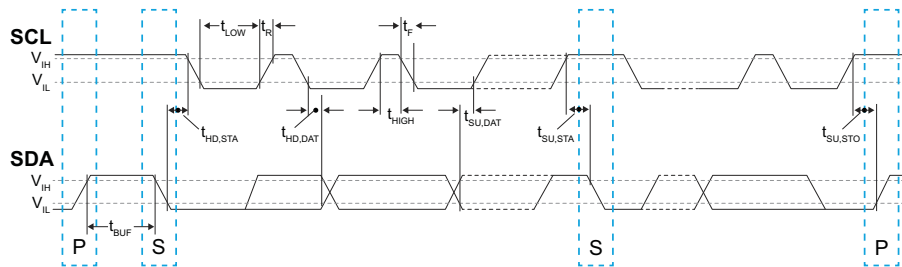 t_LOW t_R t_F
SCL
V_IH
V_IL
t_HD,STA t_HD,DAT t_HIGH t_SU,DAT t_SU,STA t_SU,STO
SDA
V_IH
V_IL
t_BUF
P S S P